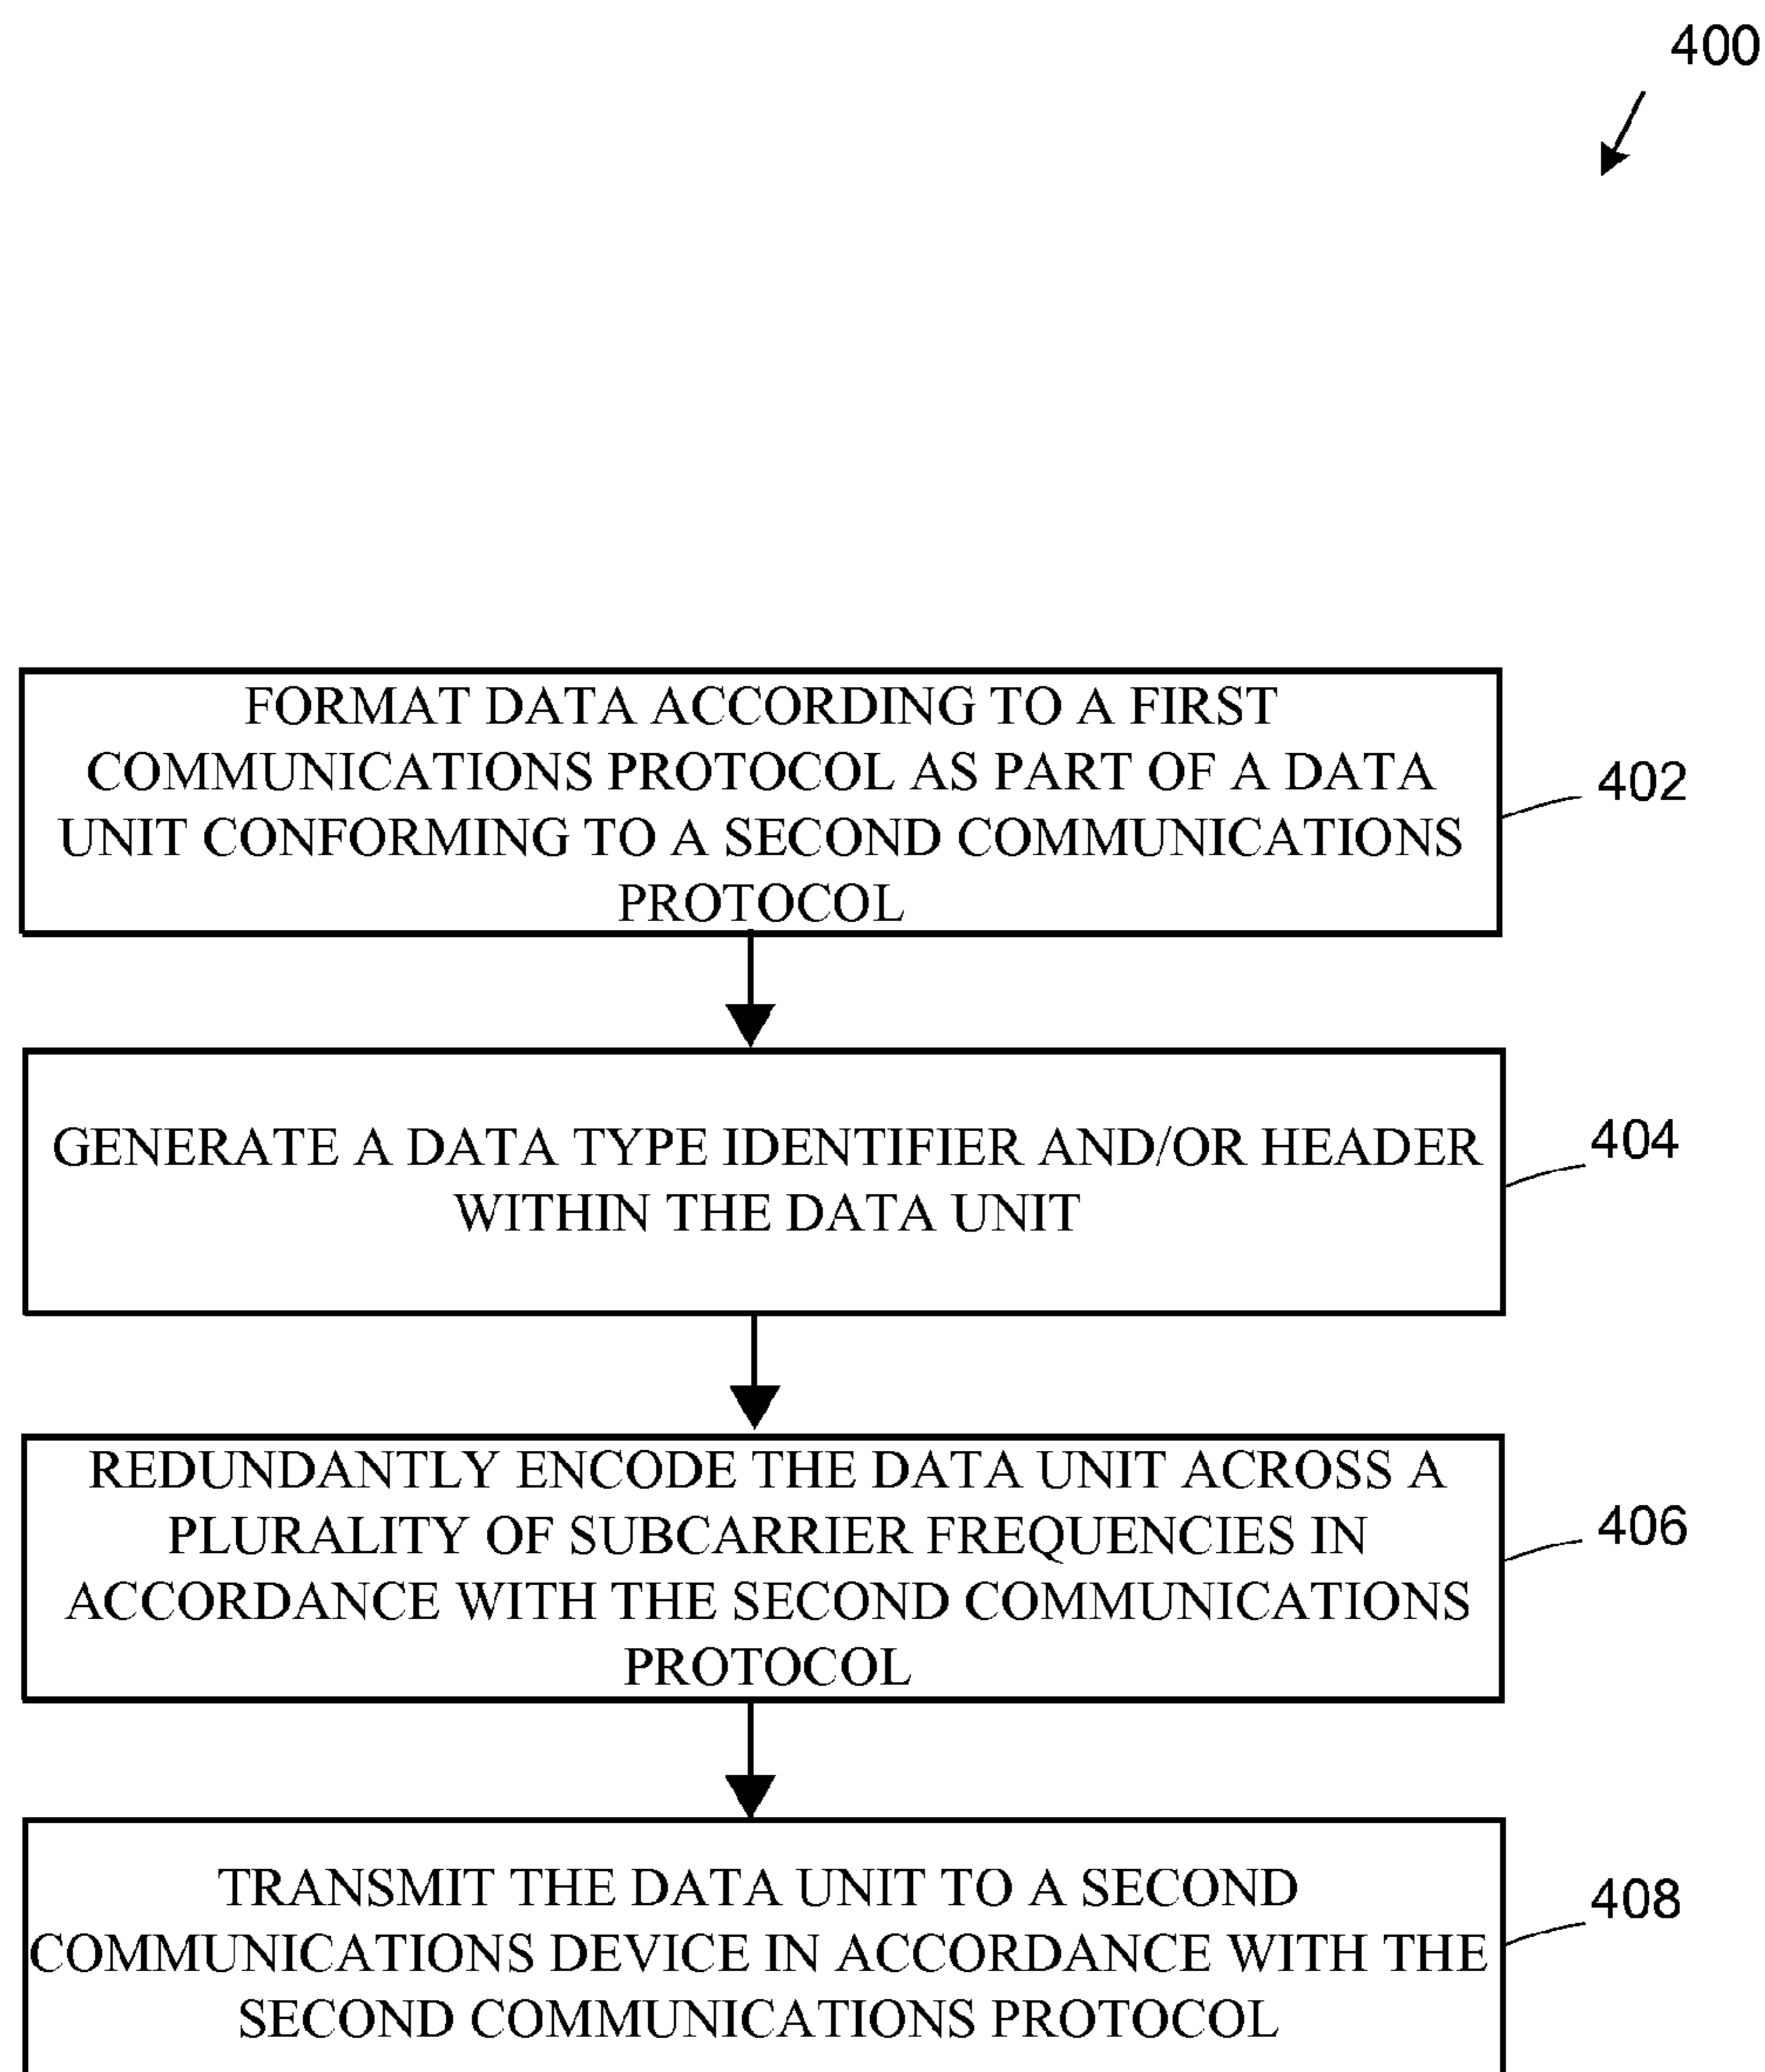 400
FORMAT DATA ACCORDING TO A FIRST
COMMUNICATIONS PROTOCOL AS PART OF A DATA
UNIT CONFORMING TO A SECOND COMMUNICATIONS
PROTOCOL
402
GENERATE A DATA TYPE IDENTIFIER AND/OR HEADER
WITHIN THE DATA UNIT
404
REDUNDANTLY ENCODE THE DATA UNIT ACROSS A
PLURALITY OF SUBCARRIER FREQUENCIES IN
ACCORDANCE WITH THE SECOND COMMUNICATIONS
PROTOCOL
406
TRANSMIT THE DATA UNIT TO A SECOND
COMMUNICATIONS DEVICE IN ACCORDANCE WITH THE
SECOND COMMUNICATIONS PROTOCOL
408